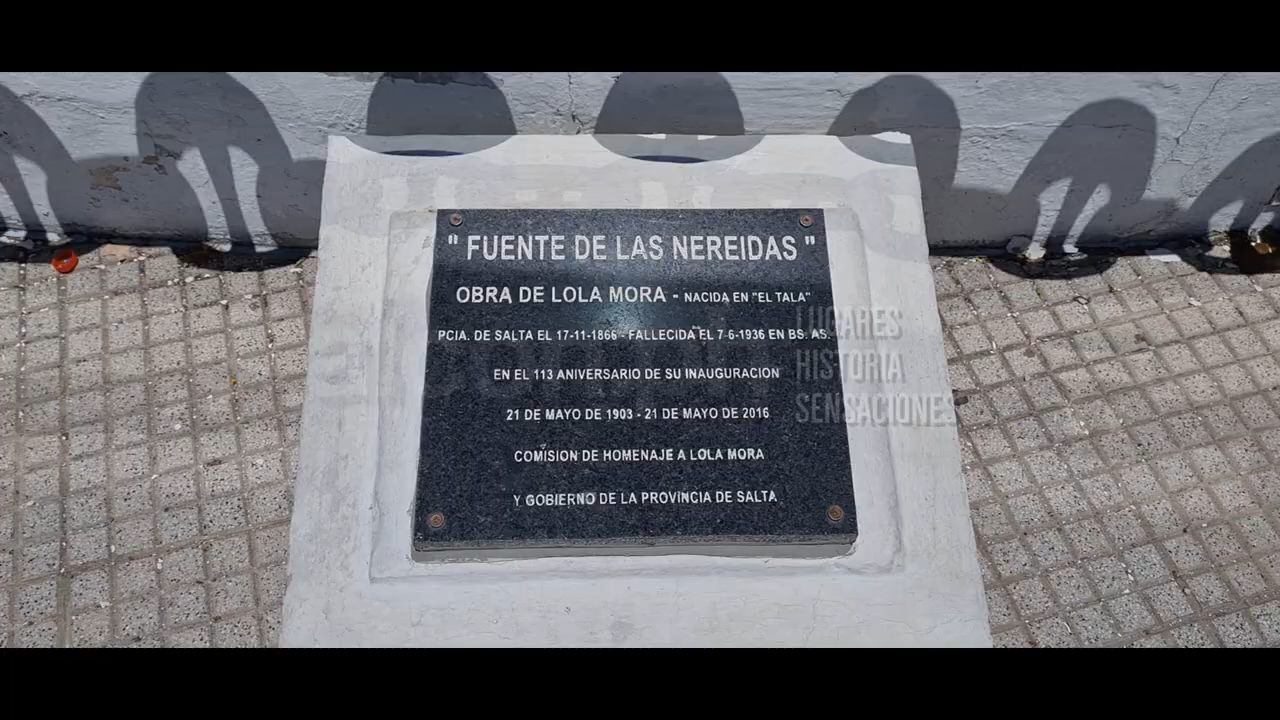 " FUENTE DE LAS NEREIDAS "
OBRA DE LOLA MORA - NACIDA EN "EL TALA"
PCIA. DE SALTA EL 17-11-1866 - FALLECIDA EL 7-6-1936 EN BS. AS.
EN EL 113 ANIVERSARIO DE SU INAUGURACION
21 DE MAYO DE 1903 - 21 DE MAYO DE 2016
COMISION DE HOMENAJE A LOLA MORA
Y GOBIERNO DE LA PROVINCIA DE SALTA
LUGARES
HISTORIA
SENSACIONES